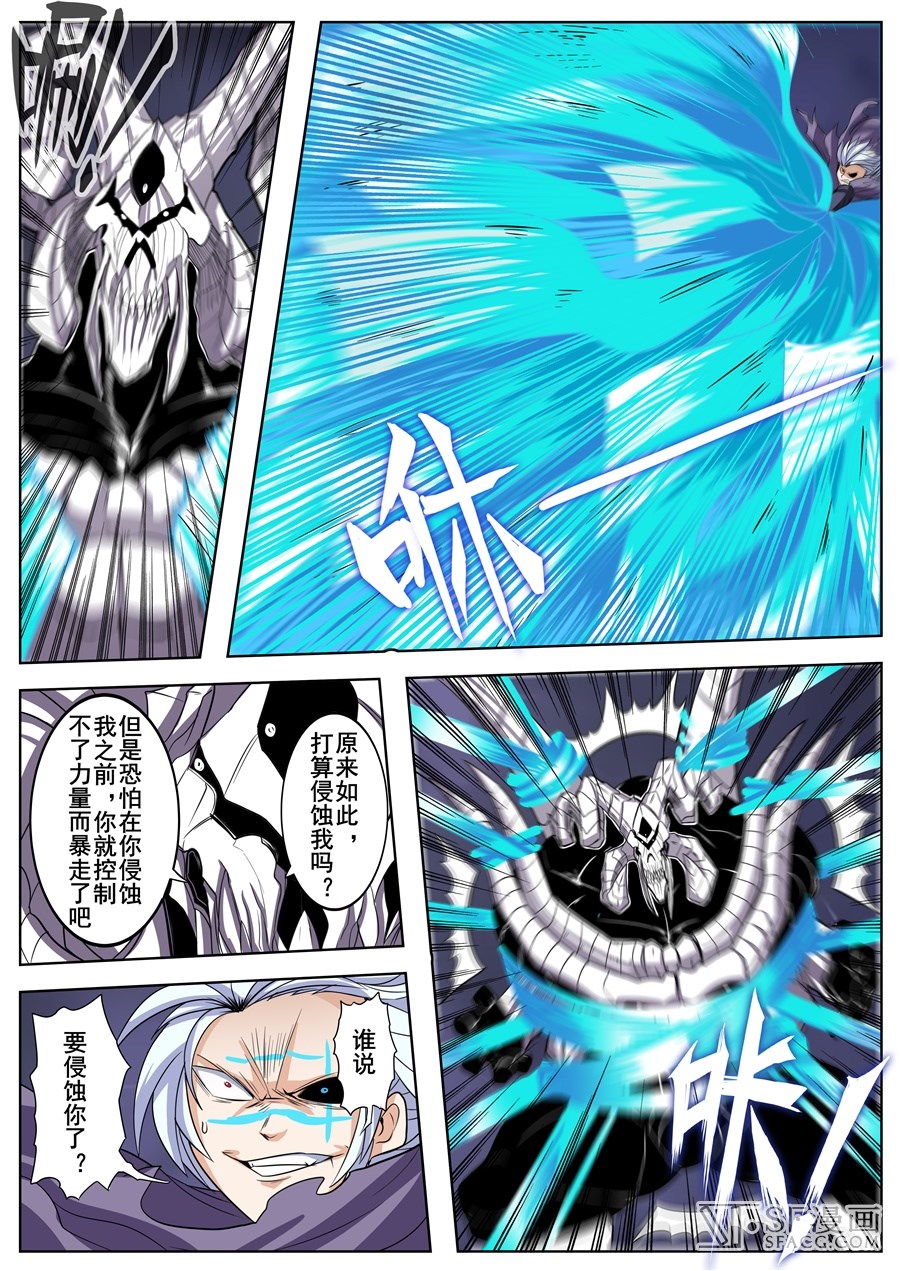 唰!
咻
原来如此，
打算侵蚀
我吗？
但是恐怕在你侵蚀
我之前，你就控制
不了力量而暴走了吧
咔!
谁说
要侵蚀你了？
SF漫画
SFACG.COM